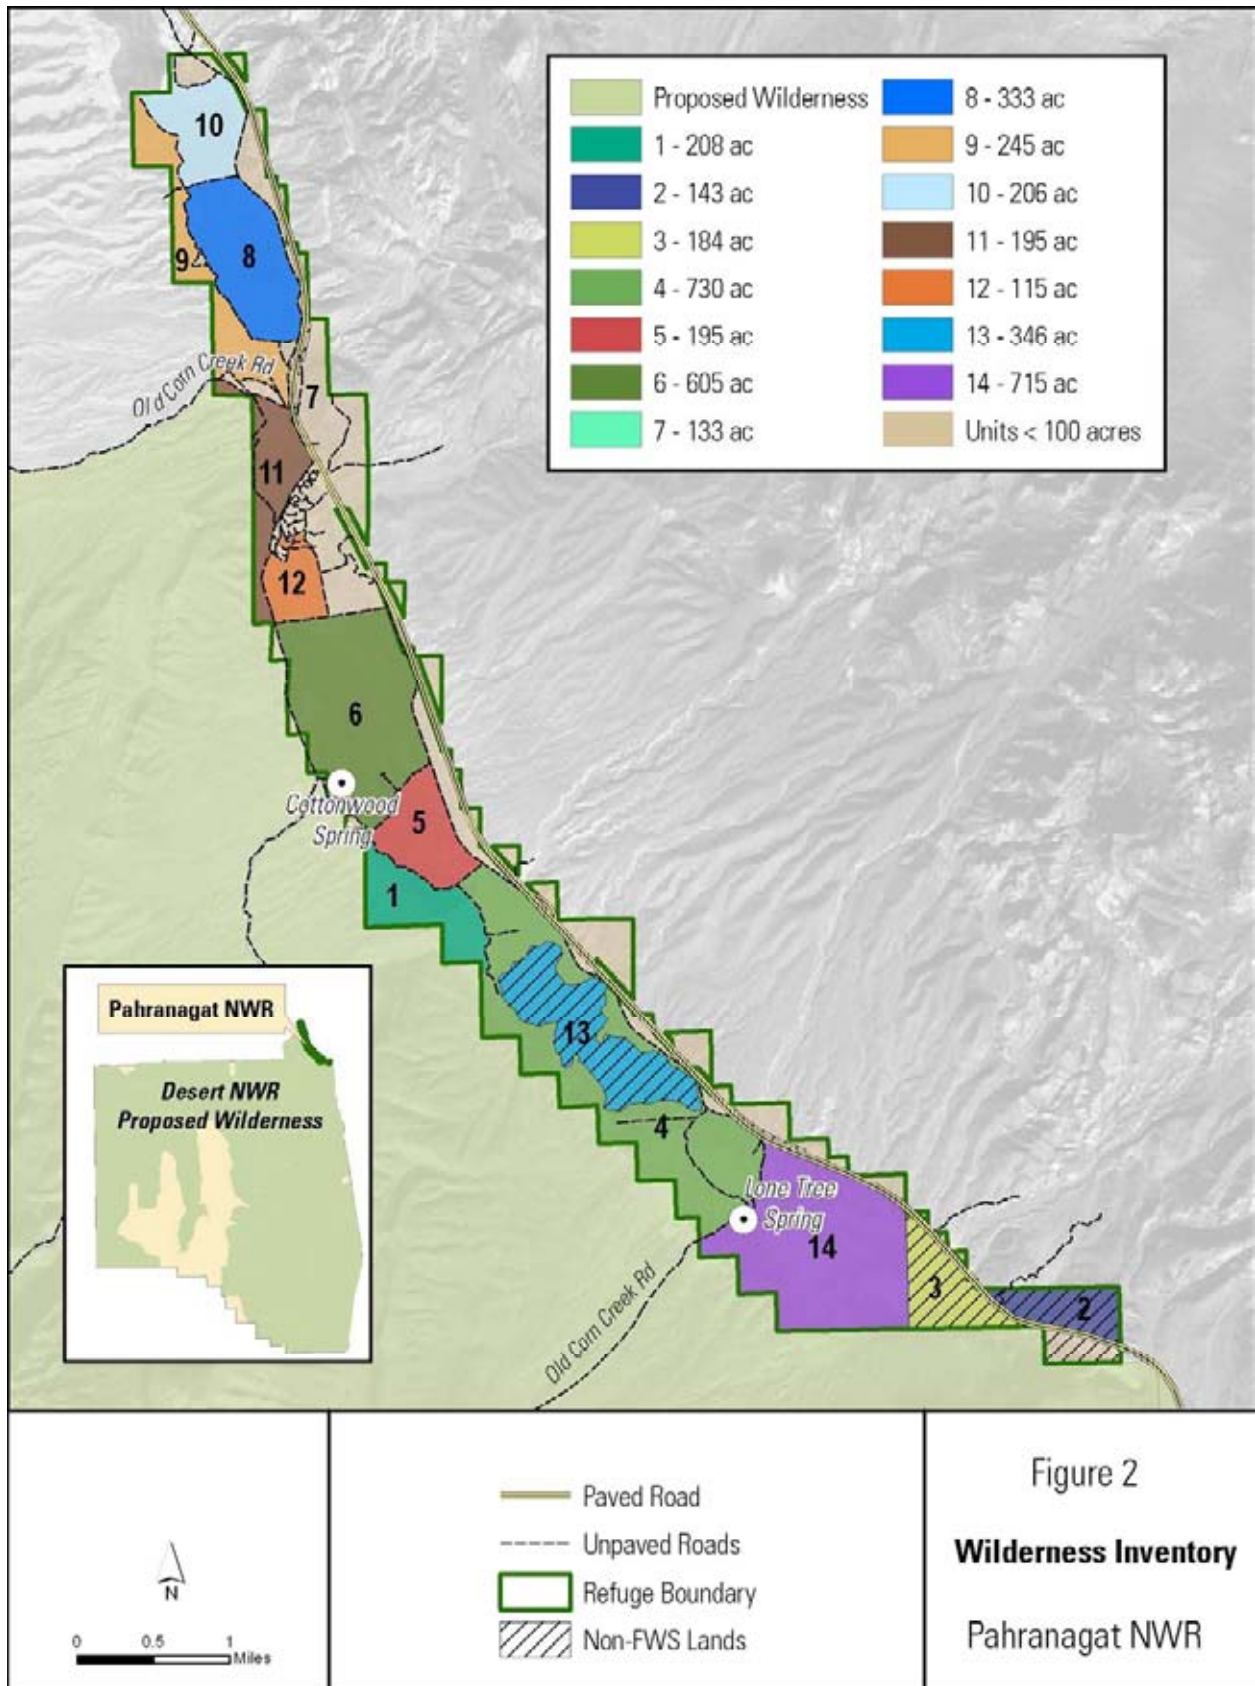 Proposed Wilderness
1 - 208 ac
2 - 143 ac
3 - 184 ac
4 - 730 ac
5 - 195 ac
6 - 605 ac
7 - 133 ac
8 - 333 ac
9 - 245 ac
10 - 206 ac
11 - 195 ac
12 - 115 ac
13 - 346 ac
14 - 715 ac
Units < 100 acres
10
8
9
Old Corn Creek Rd
7
11
12
6
Cottonwood
Spring
5
1
13
4
Lone Tree
Spring
14
3
2
Old Corn Creek Rd
Pahranagat NWR
Desert NWR
Proposed Wilderness
N
0 0.5 1
Miles
Paved Road
Unpaved Roads
Refuge Boundary
Non-FWS Lands
Figure 2
Wilderness Inventory
Pahranagat NWR